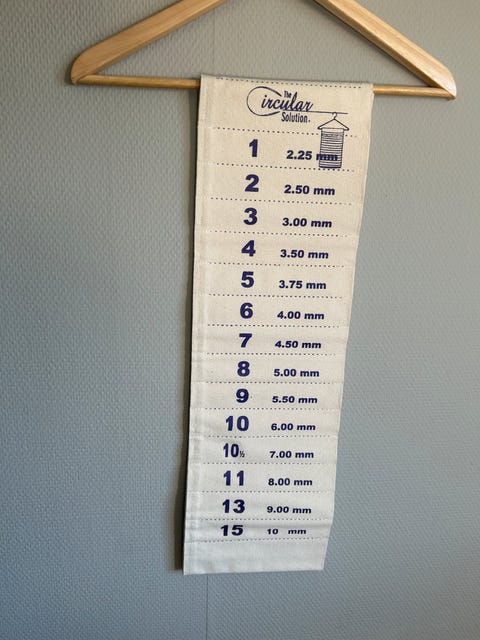 The
Circular
Solution.
1 2.25 mm
2 2.50 mm
3 3.00 mm
4 3.50 mm
5 3.75 mm
6 4.00 mm
7 4.50 mm
8 5.00 mm
9 5.50 mm
10 6.00 mm
10½ 7.00 mm
11 8.00 mm
13 9.00 mm
15 10 mm